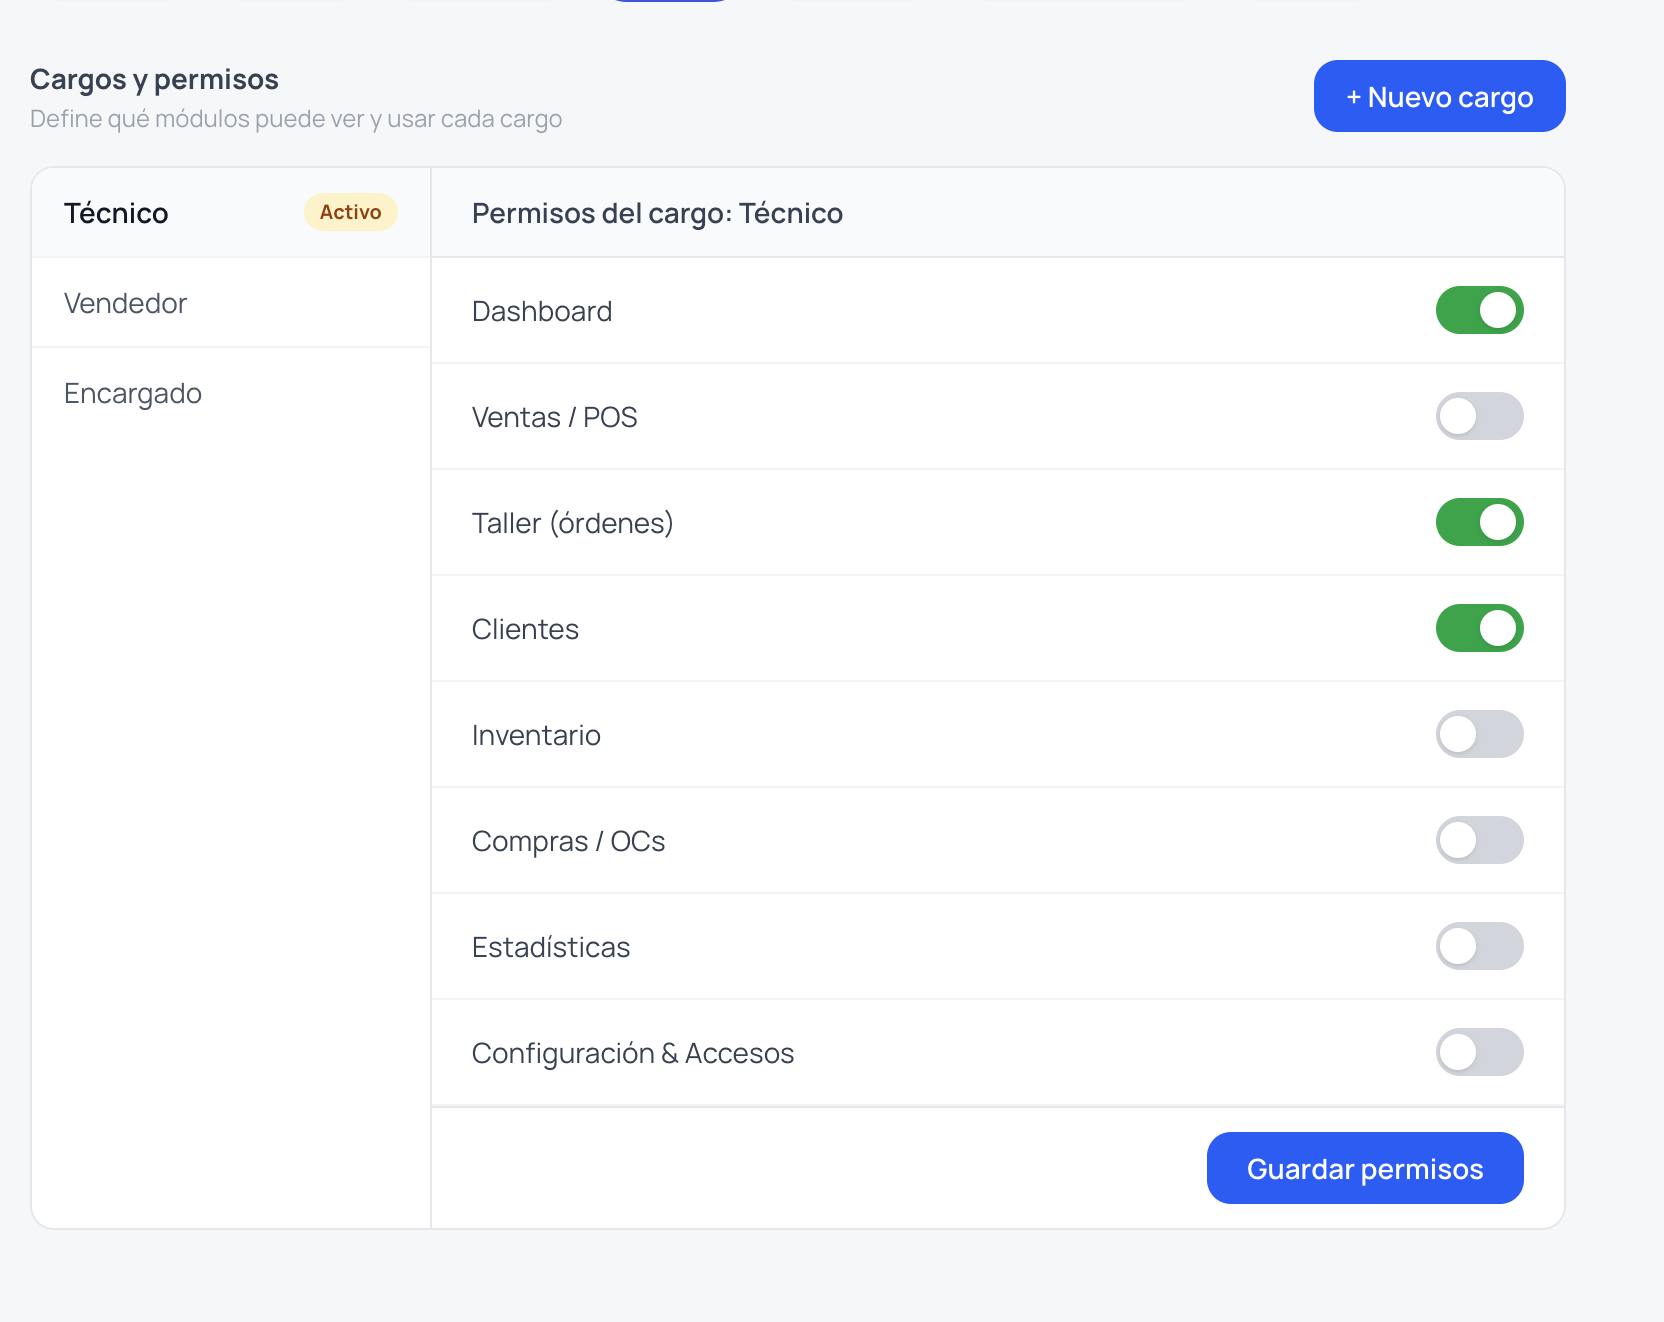 Cargos y permisos
Define qué módulos puede ver y usar cada cargo
+ Nuevo cargo
Técnico
Activo
Vendedor
Encargado
Permisos del cargo: Técnico
Dashboard
Ventas / POS
Taller (órdenes)
Clientes
Inventario
Compras / OCs
Estadísticas
Configuración & Accesos
Guardar permisos